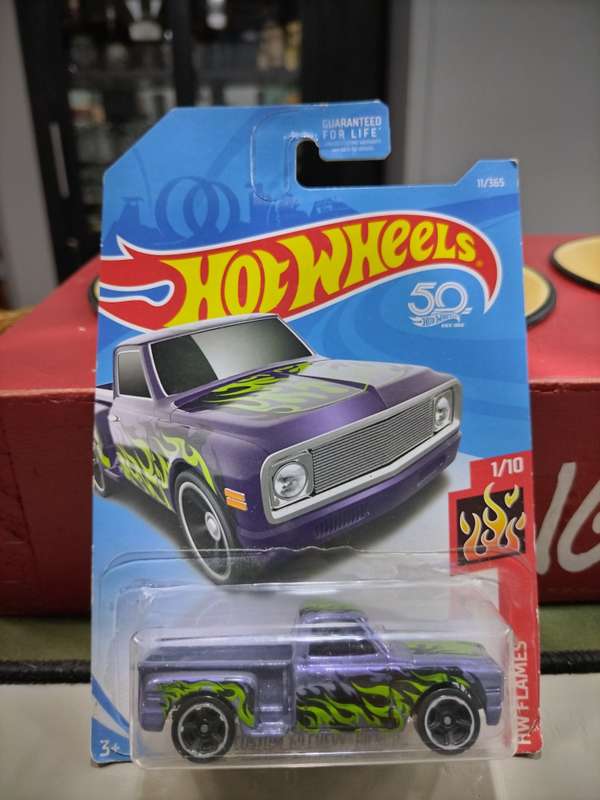 GUARANTEED
FOR LIFE
11/365
HOT WHEELS
50
1/10
HW FLAMES
3+